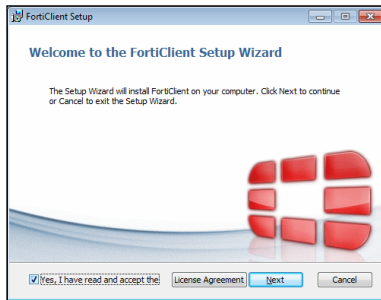 FortiClient Setup
Welcome to the FortiClient Setup Wizard
The Setup Wizard will install FortiClient on your computer. Click Next to continue
or Cancel to exit the Setup Wizard.
Yes, I have read and accept the License Agreement Next Cancel